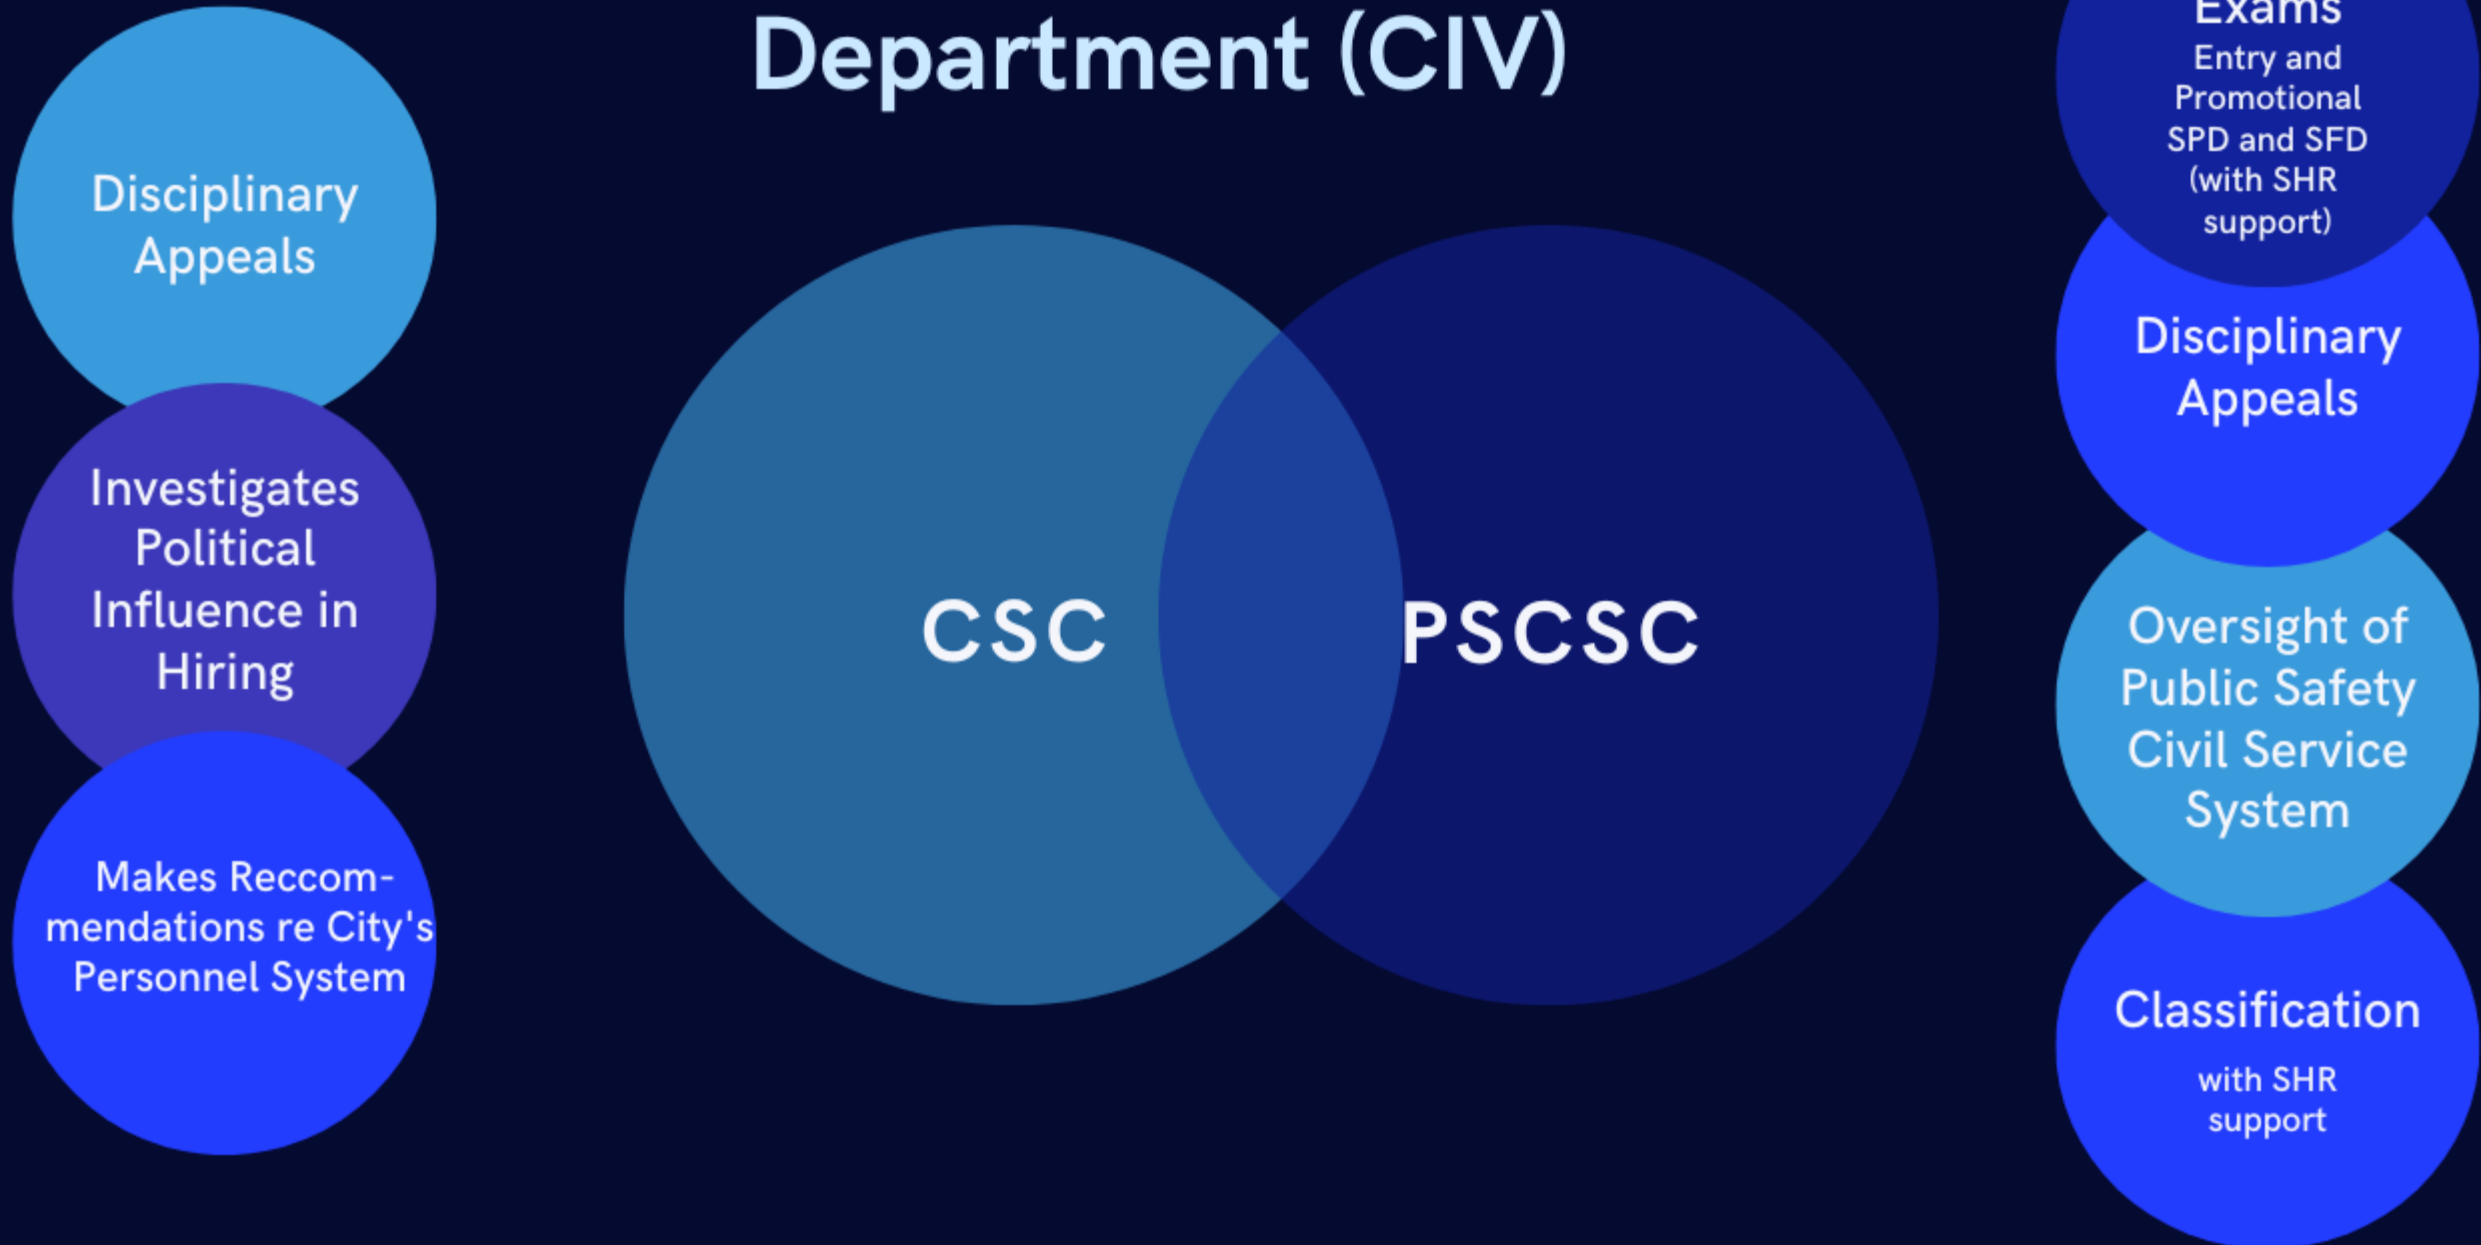 Department (CIV)
Disciplinary
Appeals
Investigates
Political
Influence in
Hiring
Makes Reccom-
mendations re City's
Personnel System
CSC
PSCSC
Exams
Entry and
Promotional
SPD and SFD
(with SHR
support)
Disciplinary
Appeals
Oversight of
Public Safety
Civil Service
System
Classification
with SHR
support